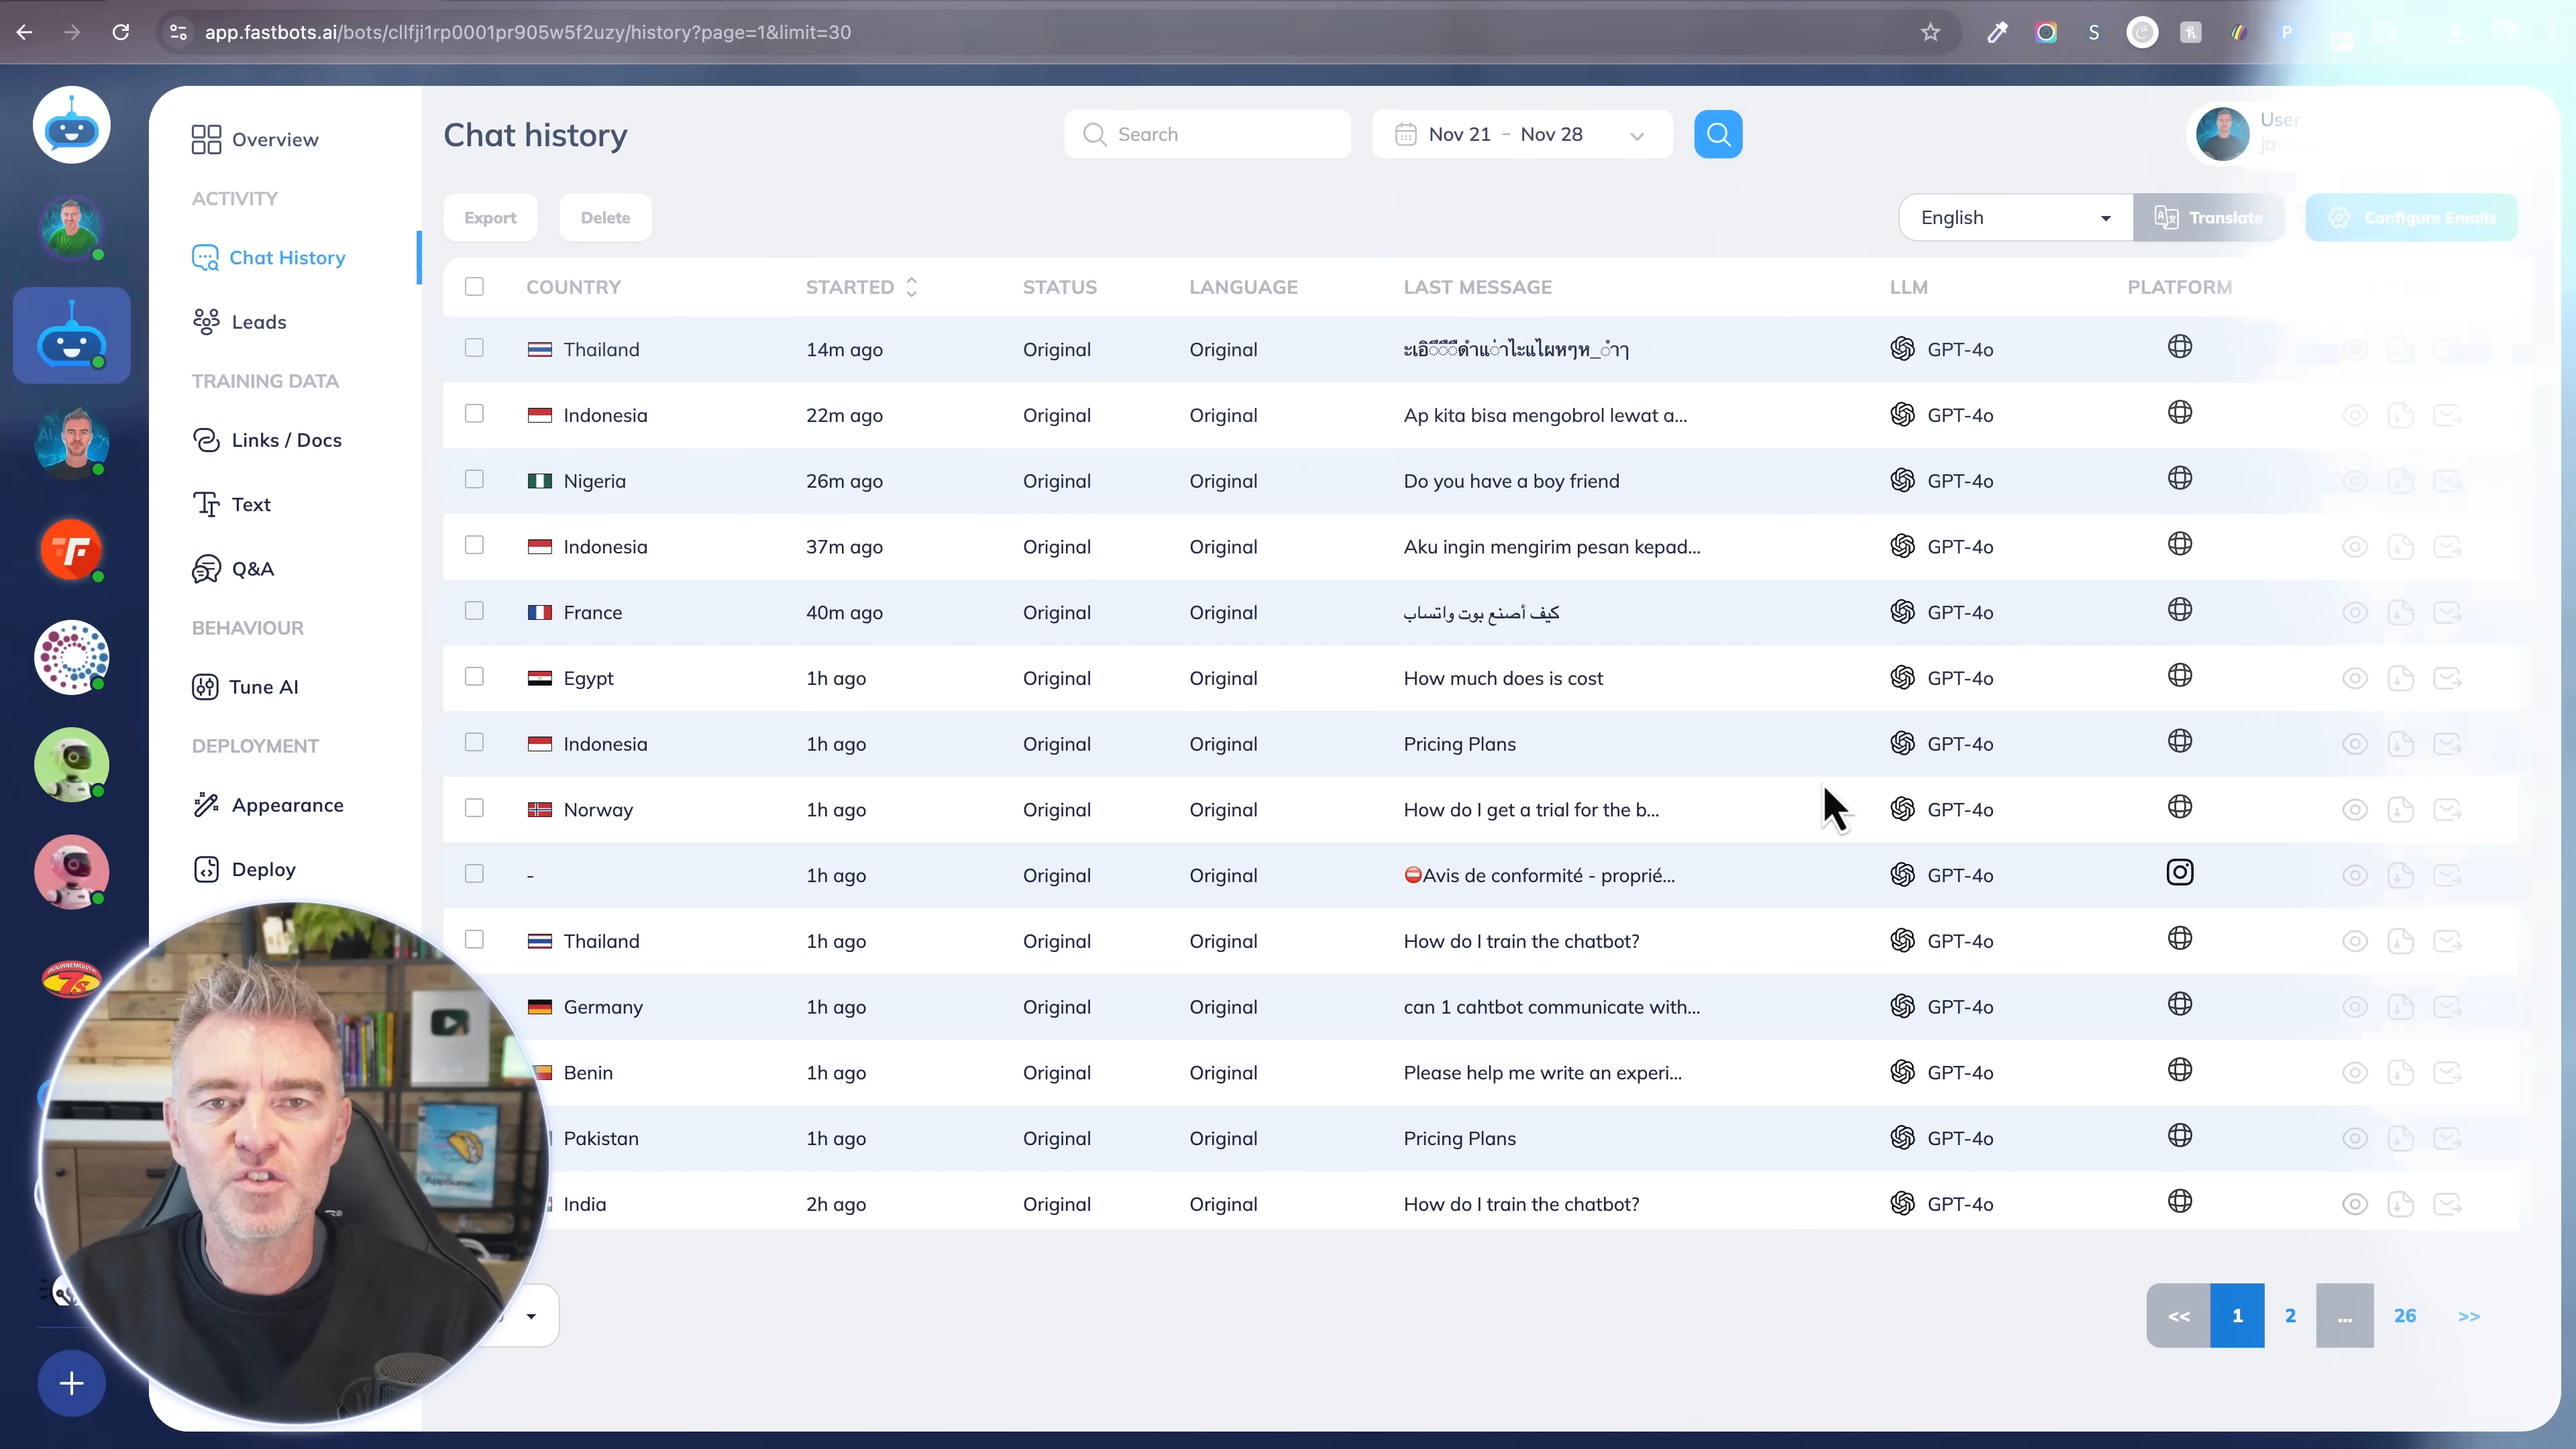 app.fastbots.ai/bots/cllfji1rp0001pr905w5f2uzy/history?page=1&limit=30
Overview
ACTIVITY
Chat History
Leads
TRAINING DATA
Links / Docs
Text
Q&A
BEHAVIOUR
Tune AI
DEPLOYMENT
Appearance
Deploy
Chat history
Search
Nov 21 – Nov 28
User
Export Delete
English Translate Configure Emails
COUNTRY STARTED STATUS LANGUAGE LAST MESSAGE LLM PLATFORM
Thailand 14m ago Original Original GPT-4o
Indonesia 22m ago Original Original Ap kita bisa mengobrol lewat a... GPT-4o
Nigeria 26m ago Original Original Do you have a boy friend GPT-4o
Indonesia 37m ago Original Original Aku ingin mengirim pesan kepad... GPT-4o
France 40m ago Original Original كيف أصنع بوت واتساب GPT-4o
Egypt 1h ago Original Original How much does is cost GPT-4o
Indonesia 1h ago Original Original Pricing Plans GPT-4o
Norway 1h ago Original Original How do I get a trial for the b... GPT-4o
- 1h ago Original Original ⛔Avis de conformité - proprié... GPT-4o
Thailand 1h ago Original Original How do I train the chatbot? GPT-4o
Germany 1h ago Original Original can 1 cahtbot communicate with... GPT-4o
Benin 1h ago Original Original Please help me write an experi... GPT-4o
Pakistan 1h ago Original Original Pricing Plans GPT-4o
India 2h ago Original Original How do I train the chatbot? GPT-4o
<< 1 2 ... 26 >>